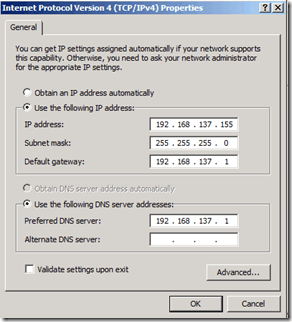 Internet Protocol Version 4 (TCP/IPv4) Properties
General
You can get IP settings assigned automatically if your network supports
this capability. Otherwise, you need to ask your network administrator
for the appropriate IP settings.
Obtain an IP address automatically
Use the following IP address:
IP address: 192 . 168 . 137 . 155
Subnet mask: 255 . 255 . 255 . 0
Default gateway: 192 . 168 . 137 . 1
Obtain DNS server address automatically
Use the following DNS server addresses:
Preferred DNS server: 192 . 168 . 137 . 1
Alternate DNS server: . . .
Validate settings upon exit
Advanced...
OK Cancel